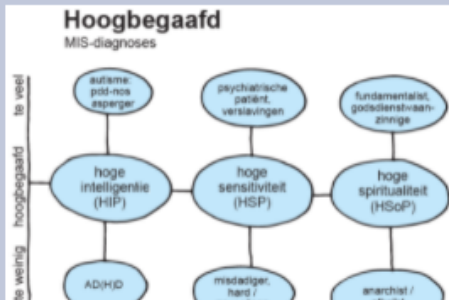 Hoogbegaafd
MIS-diagnoses
te veel
autisme:
pdd-nos
asperger
psychiatrische
patiënt,
verslavingen
fundamentalist,
godsdienstvaan-
zinnige
hoogbegaafd
hoge
intelligentie
(HIP)
hoge
sensitiviteit
(HSP)
hoge
spiritualiteit
(HSoP)
te weinig
AD(H)D
misdadiger,
hard /
anarchist /